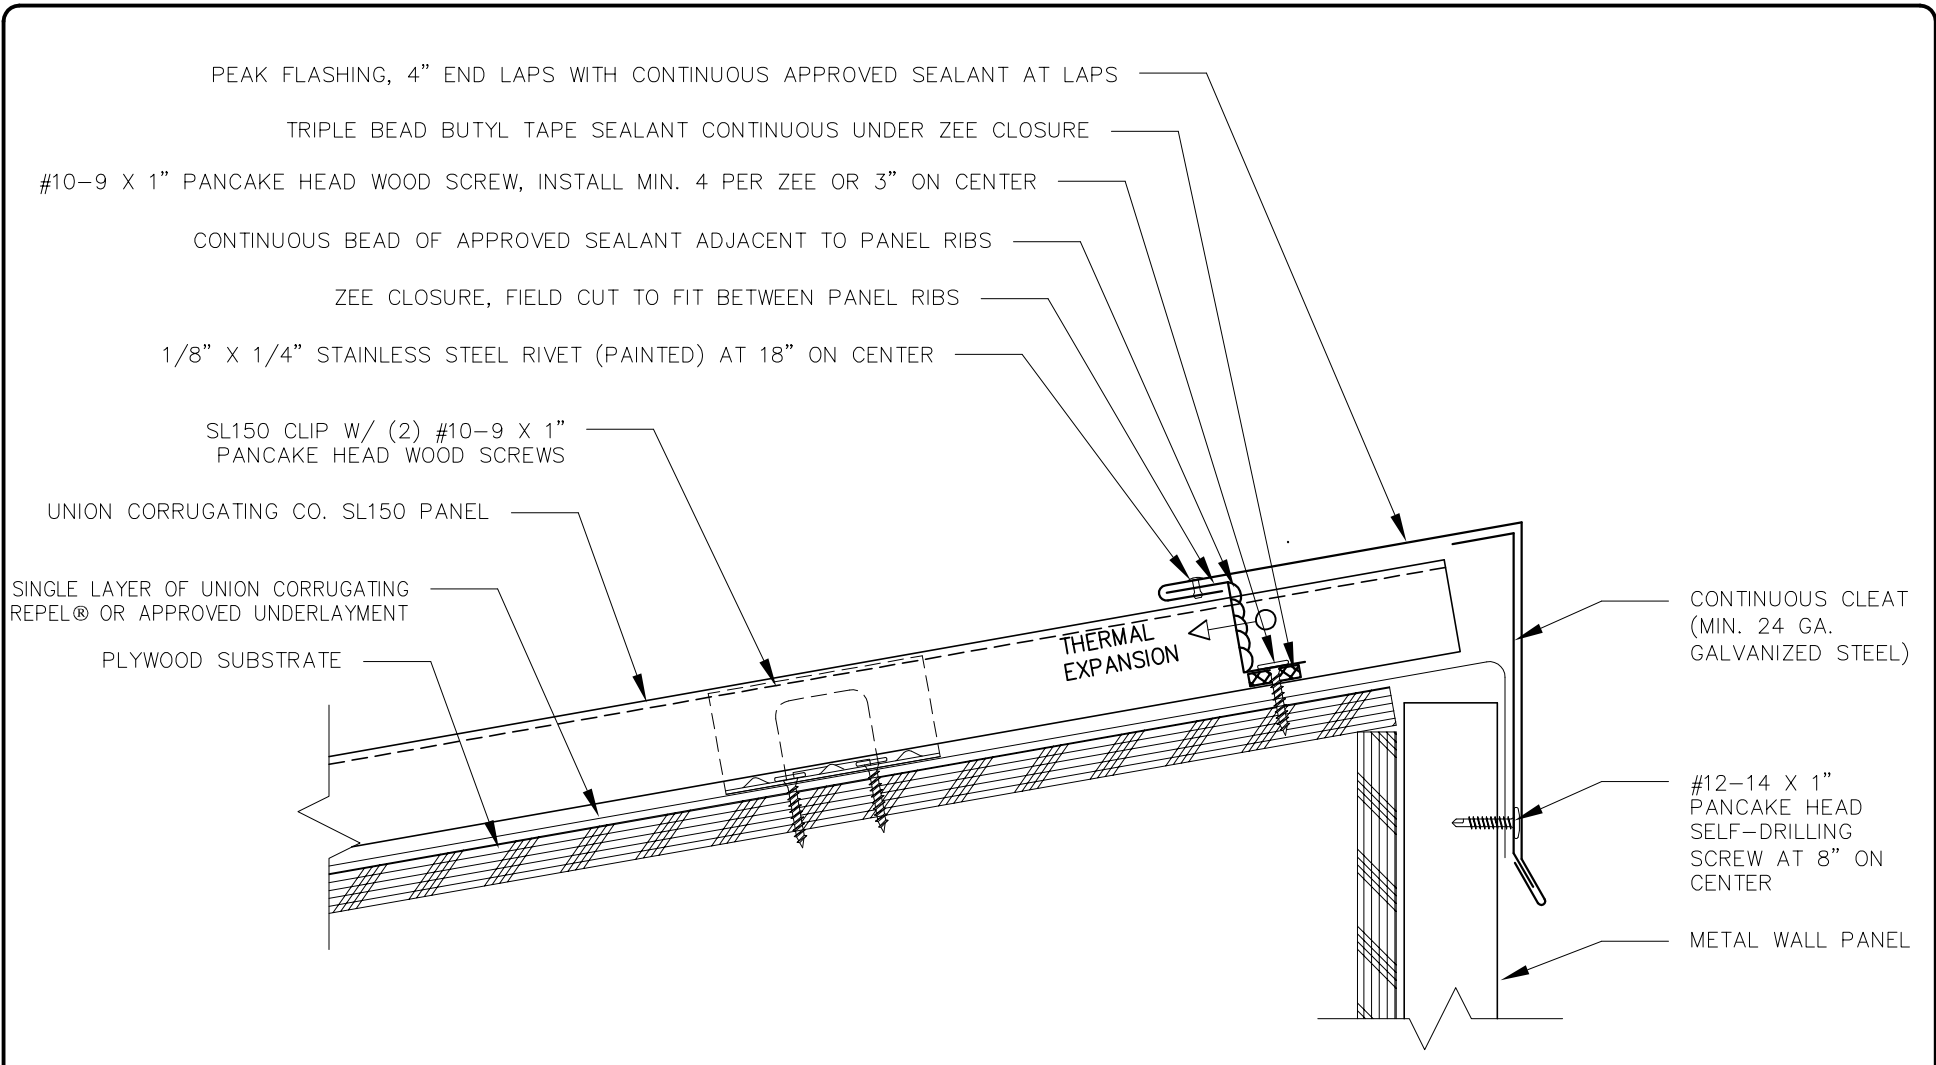 PEAK FLASHING, 4” END LAPS WITH CONTINUOUS APPROVED SEALANT AT LAPS
TRIPLE BEAD BUTYL TAPE SEALANT CONTINUOUS UNDER ZEE CLOSURE
#10-9 X 1” PANCAKE HEAD WOOD SCREW, INSTALL MIN. 4 PER ZEE OR 3” ON CENTER
CONTINUOUS BEAD OF APPROVED SEALANT ADJACENT TO PANEL RIBS
ZEE CLOSURE, FIELD CUT TO FIT BETWEEN PANEL RIBS
1/8” X 1/4” STAINLESS STEEL RIVET (PAINTED) AT 18” ON CENTER
SL150 CLIP W/ (2) #10-9 X 1”
PANCAKE HEAD WOOD SCREWS
UNION CORRUGATING CO. SL150 PANEL
SINGLE LAYER OF UNION CORRUGATING
REPEL® OR APPROVED UNDERLAYMENT
PLYWOOD SUBSTRATE
THERMAL
EXPANSION
CONTINUOUS CLEAT
(MIN. 24 GA.
GALVANIZED STEEL)
#12-14 X 1”
PANCAKE HEAD
SELF-DRILLING
SCREW AT 8” ON
CENTER
METAL WALL PANEL